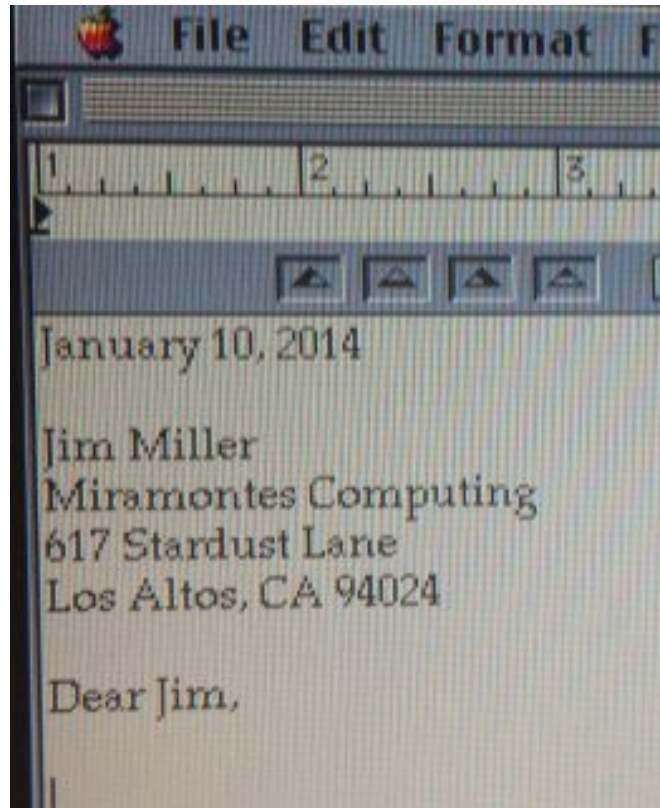 File Edit Format F
1 2 3
January 10, 2014
Jim Miller
Miramontes Computing
617 Stardust Lane
Los Altos, CA 94024
Dear Jim,